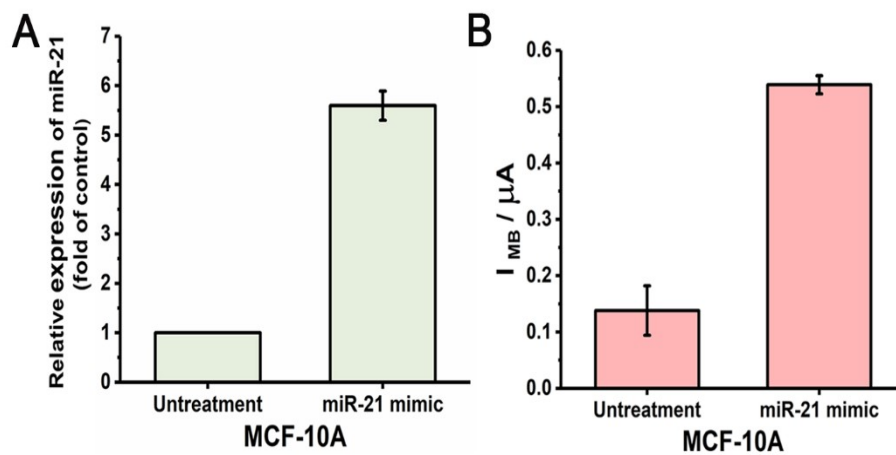 A
Relative expression of miR-21
(fold of control)
7
6
5
4
3
2
1
0
Untreatment
miR-21 mimic
MCF-10A
B
I MB / μA
0.6
0.5
0.4
0.3
0.2
0.1
0.0
Untreatment
miR-21 mimic
MCF-10A